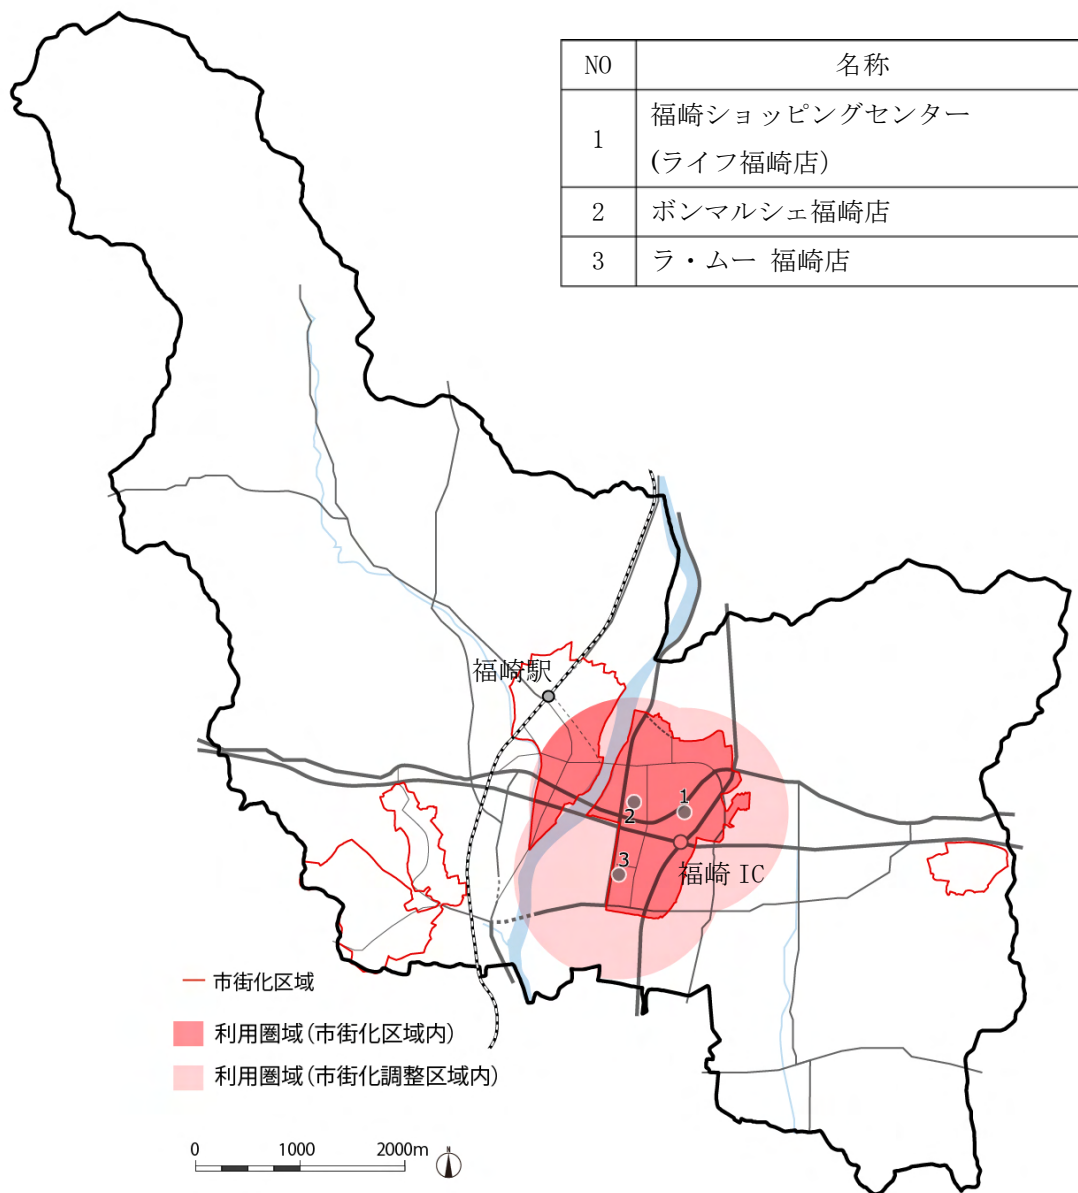 NO 名称
1 福崎ショッピングセンター
(ライフ福崎店)
2 ボンマルシェ福崎店
3 ラ・ムー 福崎店
福崎駅
1
2
3
福崎 IC
市街化区域
利用圏域(市街化区域内)
利用圏域(市街化調整区域内)
0 1000 2000m
N